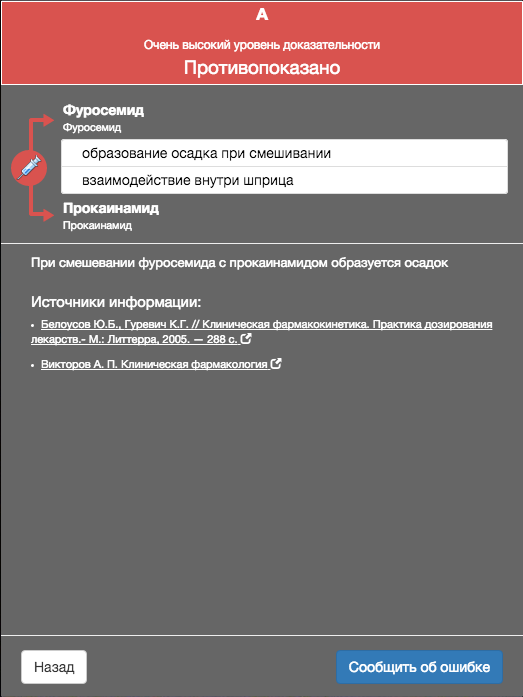 A
Очень высокий уровень доказательности
Противопоказано
Фуросемид
Фуросемид
образование осадка при смешивании
взаимодействие внутри шприца
Прокаинамид
Прокаинамид
При смешевании фуросемида с прокаинамидом образуется осадок
Источники информации:
• Белоусов Ю.Б., Гуревич К.Г. // Клиническая фармакокинетика. Практика дозирования
лекарств.- М.: Литтерра, 2005. — 288 с.
• Викторов А. П. Клиническая фармакология
Назад
Сообщить об ошибке